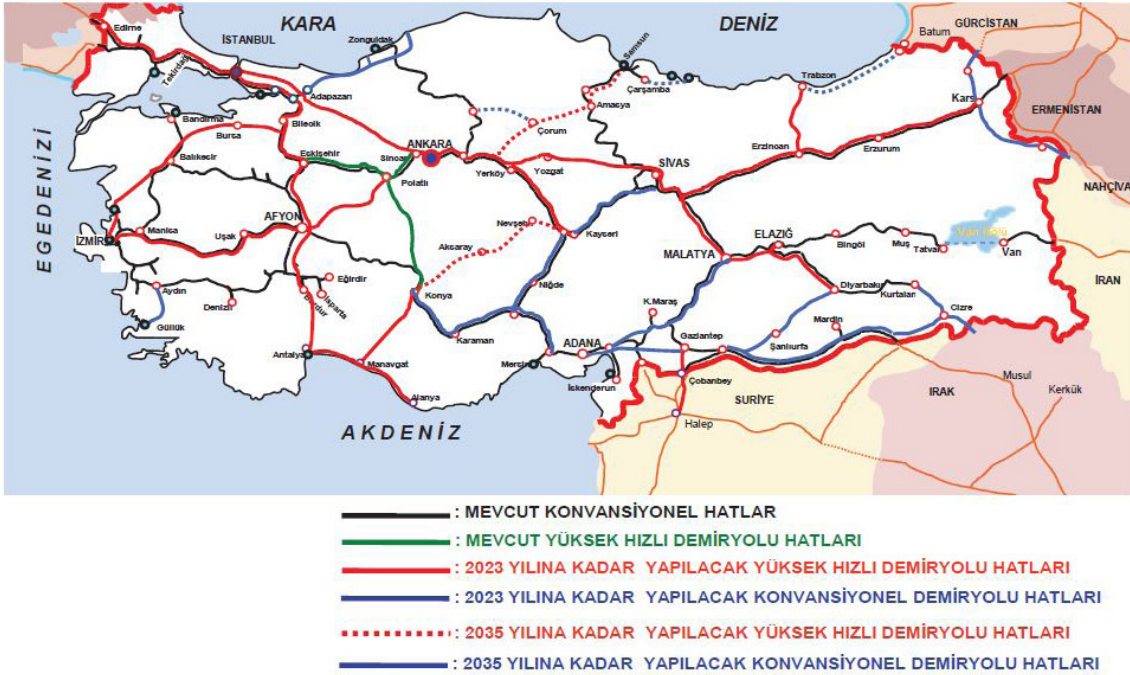 KARA
DENİZ
GÜRCİSTAN
Edirne
İSTANBUL
Zonguldak
Samsun
Batum
Tekirdağ
Adapazarı
Çarşamba
Trabzon
Kars
ERMENİSTAN
Bandırma
Bilecik
Amasya
Bursa
Çorum
ANKARA
Eskişehir
Sincan
Erzincan
Erzurum
Balıkesir
SİVAS
Yerköy
Yozgat
Polatlı
NAHÇİVA
EGEDENİZİ
AFYON
Nevşeh
Kayseri
ELAZIĞ
Bingöl
Muş
Tatvan
Van Gölü
Van
İZMİR
Manisa
Uşak
Aksaray
MALATYA
İRAN
Eğirdir
Niğde
Diyarbakır
Kurtalan
Aydın
Denizli
Burdur
Isparta
Konya
K.Maraş
Cizre
Güllük
Karaman
Gaziantep
Mardin
Şanlıurfa
ADANA
Antalya
Manavgat
Mersin
İskenderun
Çobanbey
Musul
Alanya
SURİYE
IRAK
Kerkük
Halep
AKDENİZ
: MEVCUT KONVANSİYONEL HATLAR
: MEVCUT YÜKSEK HIZLI DEMİRYOLU HATLARI
: 2023 YILINA KADAR YAPILACAK YÜKSEK HIZLI DEMİRYOLU HATLARI
: 2023 YILINA KADAR YAPILACAK KONVANSİYONEL DEMİRYOLU HATLARI
: 2035 YILINA KADAR YAPILACAK YÜKSEK HIZLI DEMİRYOLU HATLARI
: 2035 YILINA KADAR YAPILACAK KONVANSİYONEL DEMİRYOLU HATLARI